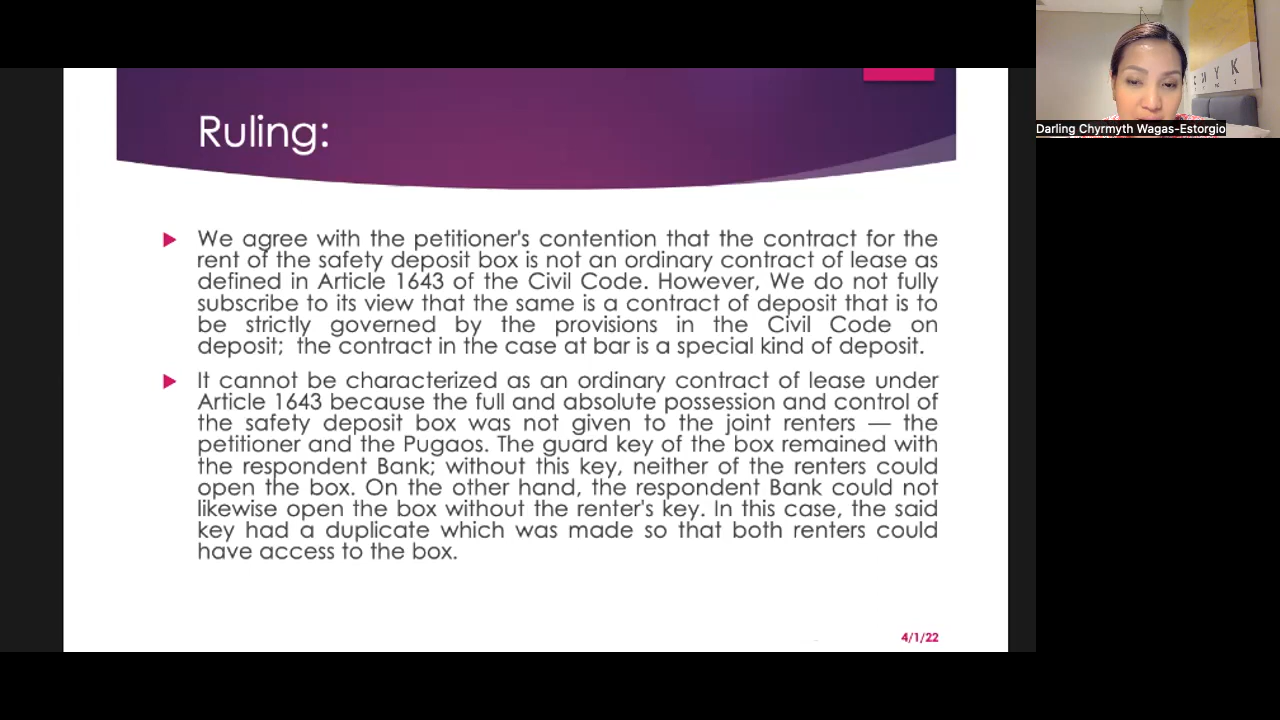 Ruling:
We agree with the petitioner's contention that the contract for the
rent of the safety deposit box is not an ordinary contract of lease as
defined in Article 1643 of the Civil Code. However, We do not fully
subscribe to its view that the same is a contract of deposit that is to
be strictly governed by the provisions in the Civil Code on
deposit; the contract in the case at bar is a special kind of deposit.
It cannot be characterized as an ordinary contract of lease under
Article 1643 because the full and absolute possession and control of
the safety deposit box was not given to the joint renters — the
petitioner and the Pugaos. The guard key of the box remained with
the respondent Bank; without this key, neither of the renters could
open the box. On the other hand, the respondent Bank could not
likewise open the box without the renter's key. In this case, the said
key had a duplicate which was made so that both renters could
have access to the box.
4/1/22
Darling Chyrmyth Wagas-Estorgio